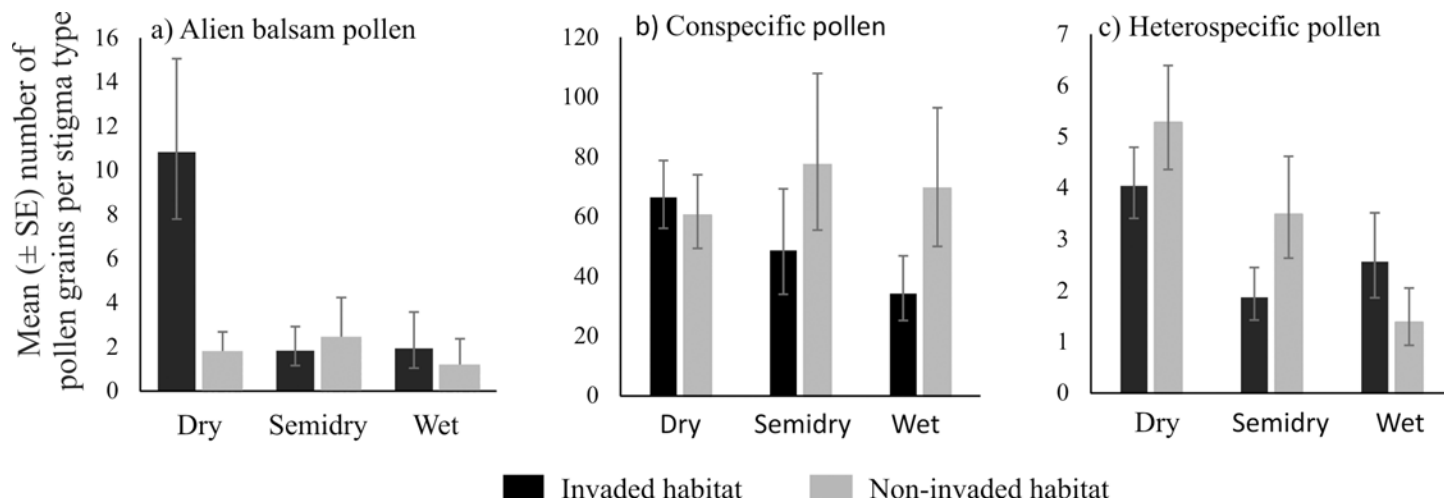 Mean (± SE) number of
pollen grains per stigma type
a) Alien balsam pollen
16
14
12
10
8
6
4
2
0
Dry Semidry Wet
b) Conspecific pollen
120
100
80
60
40
20
0
Dry Semidry Wet
c) Heterospecific pollen
7
6
5
4
3
2
1
0
Dry Semidry Wet
Invaded habitat Non-invaded habitat